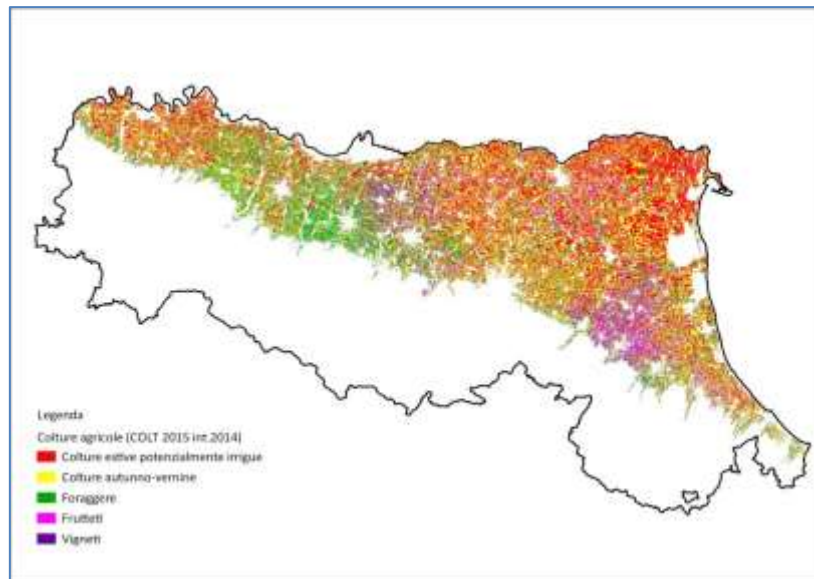 Legenda
Colture agricole (COLT 2015 int.2014)
Colture estive potenzialmente irrigue
Colture autunno-vernine
Foraggere
Frutteti
Vigneti